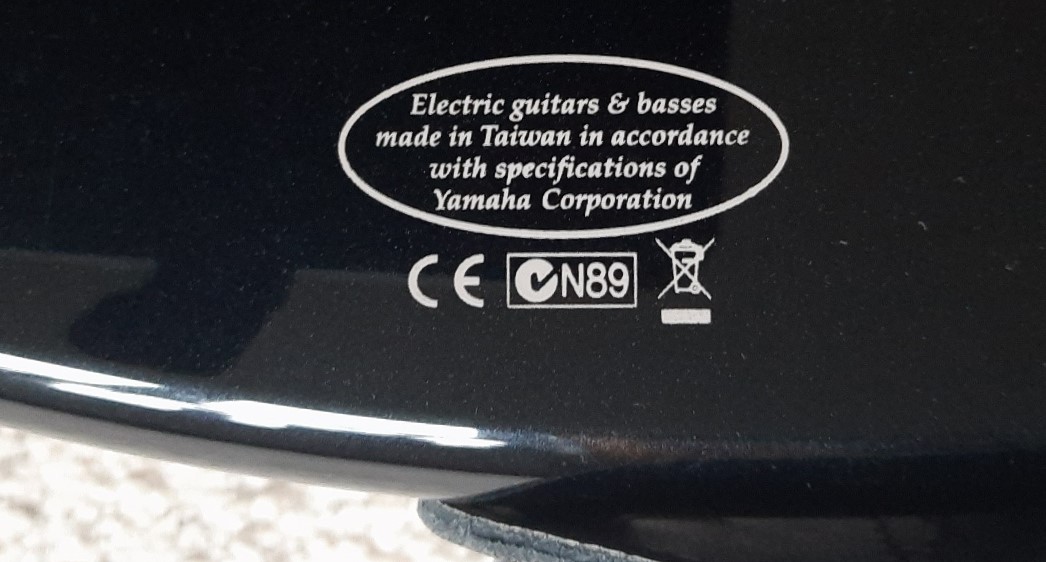 Electric guitars & basses
made in Taiwan in accordance
with specifications of
Yamaha Corporation
CE N89